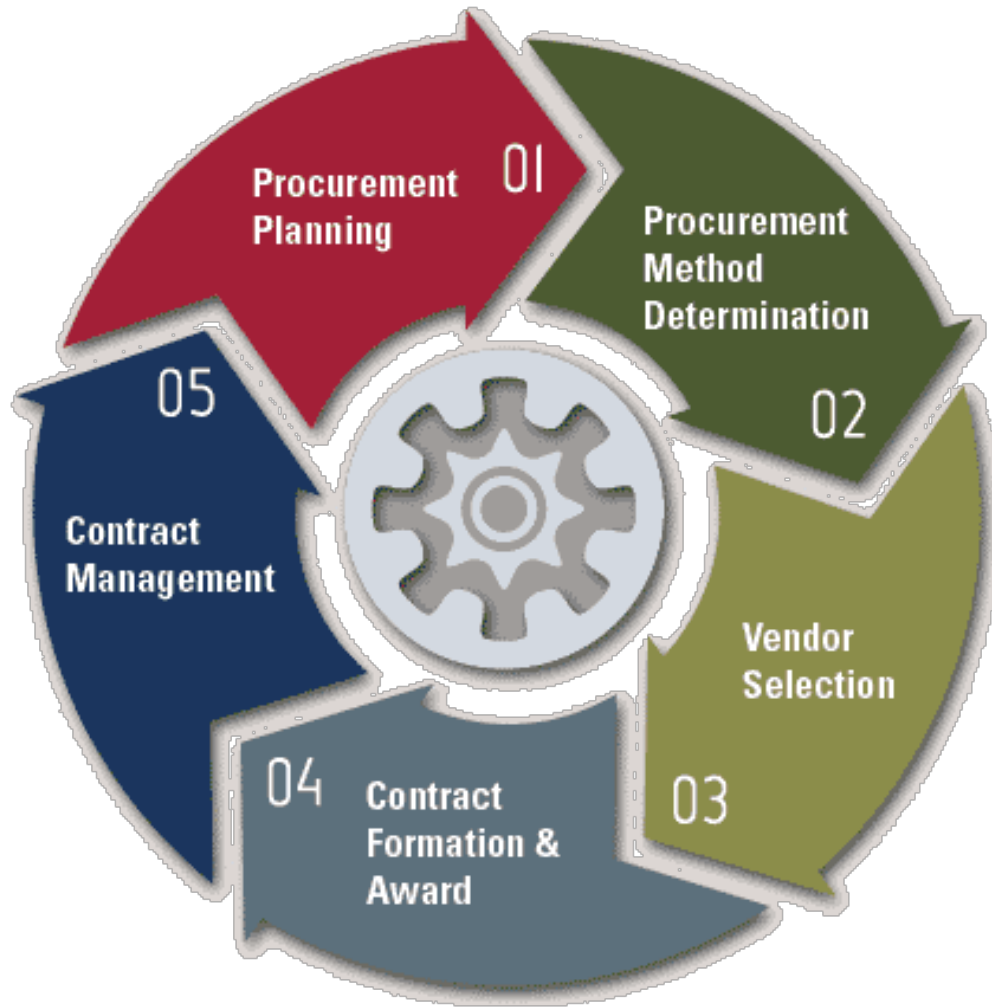 01
Procurement
Planning
02
Procurement
Method
Determination
03
Vendor
Selection
04
Contract
Formation &
Award
05
Contract
Management